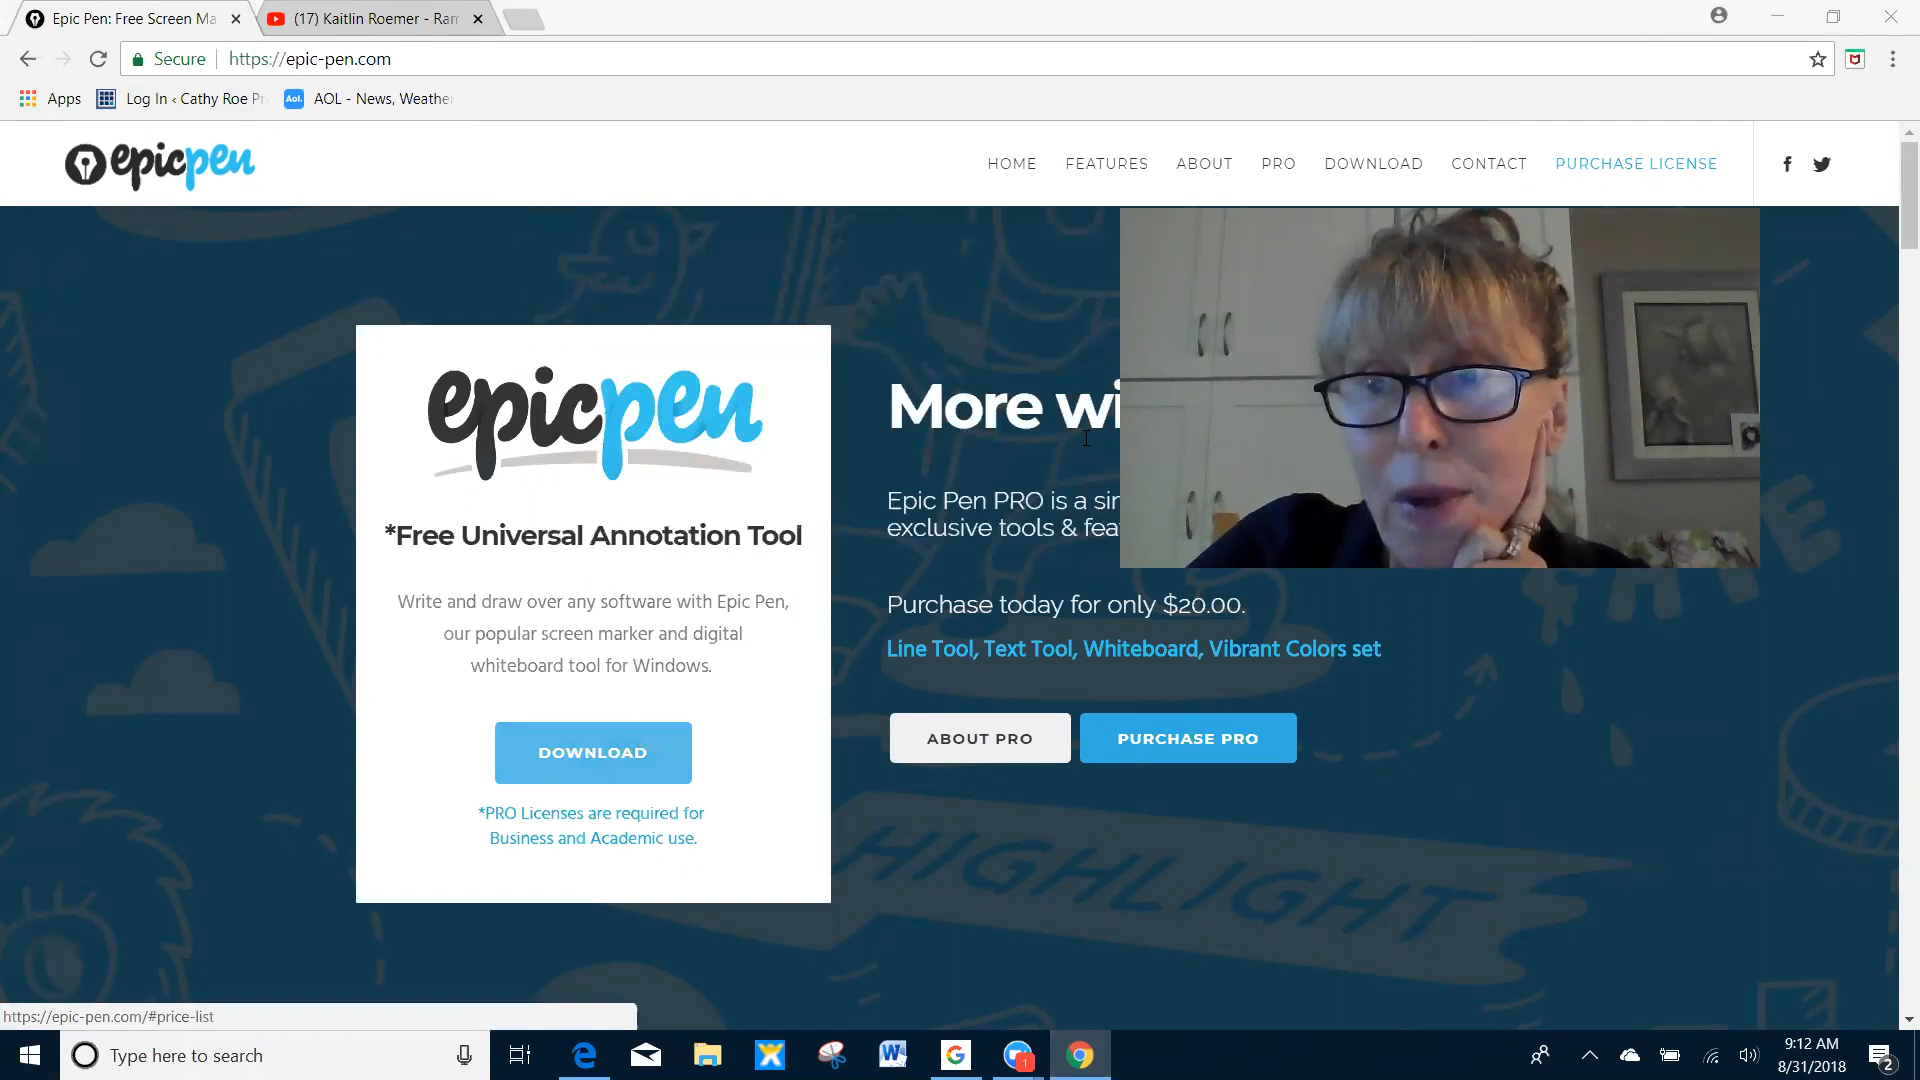 Epic Pen: Free Screen Ma
(17) Kaitlin Roemer - Ram
Secure
https://epic-pen.com
Apps
Log In ‹ Cathy Roe Pr
AOL - News, Weather
epicpen
HOME
FEATURES
ABOUT
PRO
DOWNLOAD
CONTACT
PURCHASE LICENSE
epicpen
*Free Universal Annotation Tool
Write and draw over any software with Epic Pen,
our popular screen marker and digital
whiteboard tool for Windows.
DOWNLOAD
*PRO Licenses are required for
Business and Academic use.
More wi
Epic Pen PRO is a sim
exclusive tools & fea
Purchase today for only $20.00.
Line Tool, Text Tool, Whiteboard, Vibrant Colors set
ABOUT PRO
PURCHASE PRO
HIGHLIGHT
https://epic-pen.com/#price-list
Type here to search
1
9:12 AM
8/31/2018
2